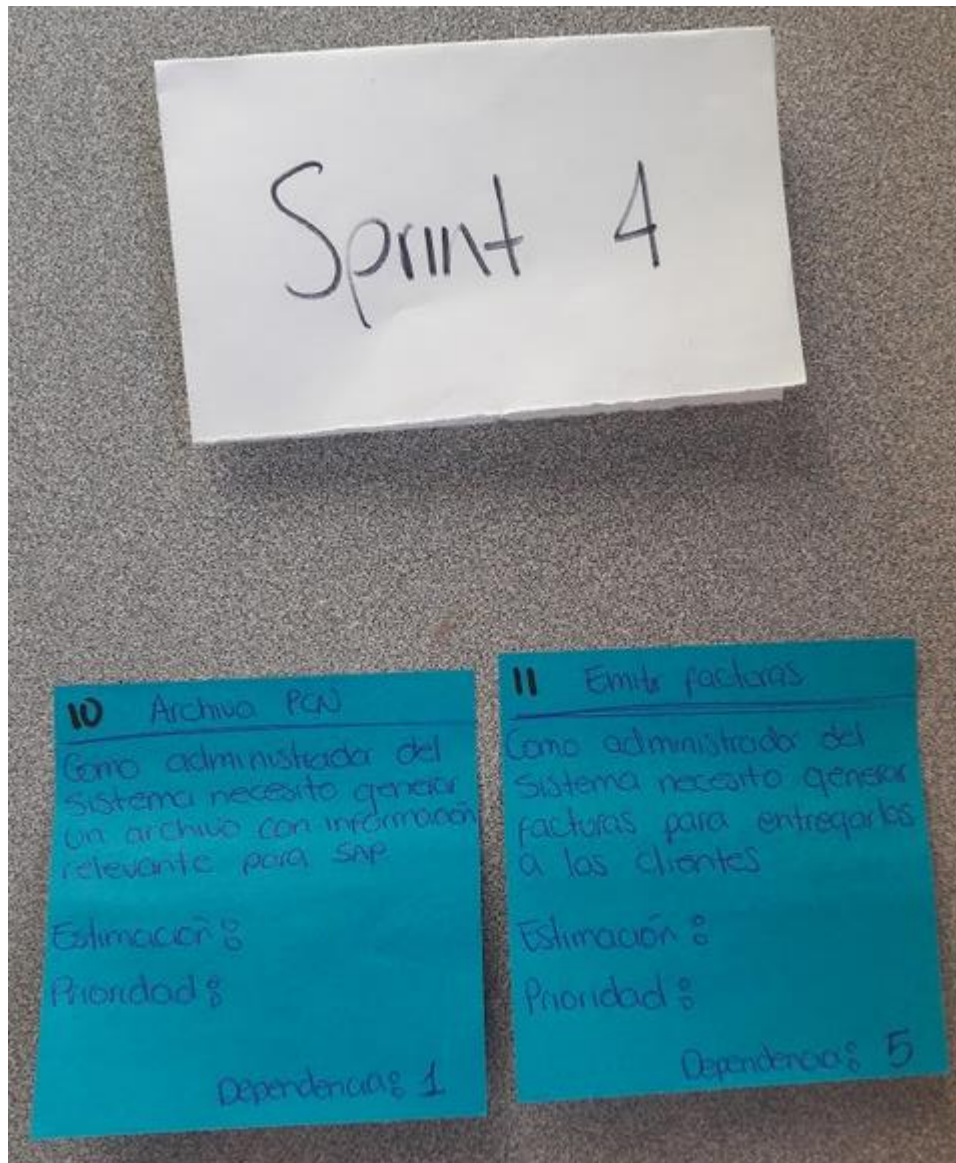 Sprint 4
10 Archivo PCN
Como administrador del
sistema necesito generar
un archivo con información
relevante para SAP
Estimación:
Prioridad:
Dependencia: 1
11 Emitir facturas
Como administrador del
sistema necesito generar
facturas para entregarlas
a los clientes
Estimación:
Prioridad:
Dependencia: 5